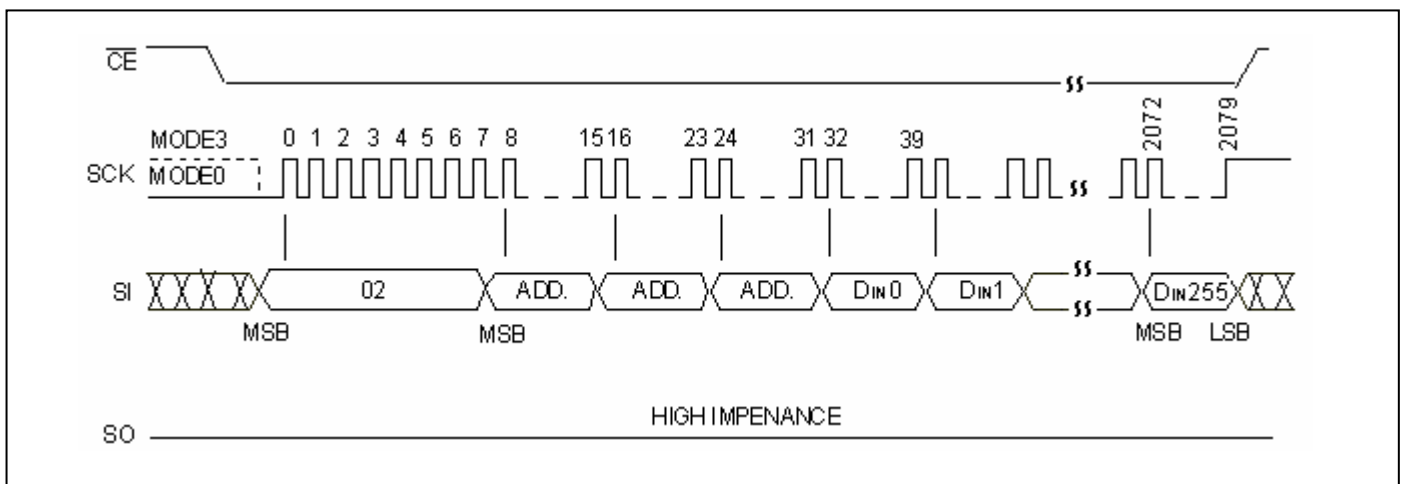 CE
MODE3 0 1 2 3 4 5 6 7 8 15 16 23 24 31 32 39 2072 2079
SCK MODE0
SI 02 ADD. ADD. ADD. DIN0 DIN1 DIN255
MSB MSB MSB LSB
HIGH IMPENANCE
SO